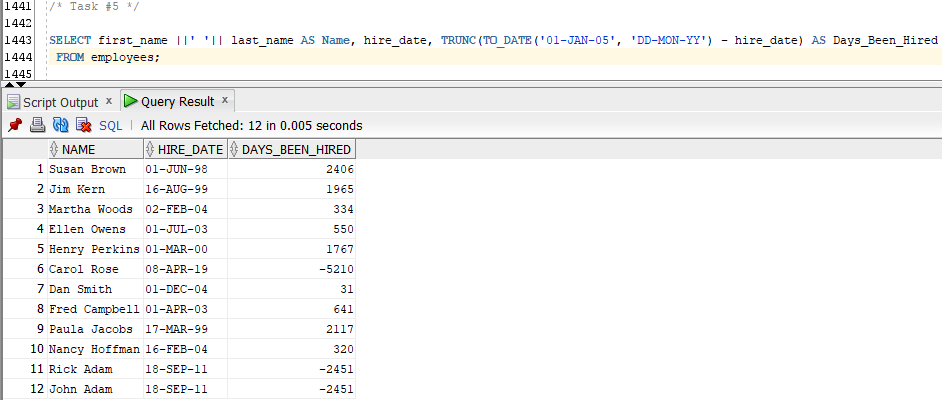 1441 /* Task #5 */
1442
1443 SELECT first_name ||' '|| last_name AS Name, hire_date, TRUNC(TO_DATE('01-JAN-05', 'DD-MON-YY') - hire_date) AS Days_Been_Hired
1444 FROM employees;
1445
Script Output x Query Result x
SQL | All Rows Fetched: 12 in 0.005 seconds
NAME HIRE_DATE DAYS_BEEN_HIRED
1 Susan Brown 01-JUN-98 2406
2 Jim Kern 16-AUG-99 1965
3 Martha Woods 02-FEB-04 334
4 Ellen Owens 01-JUL-03 550
5 Henry Perkins 01-MAR-00 1767
6 Carol Rose 08-APR-19 -5210
7 Dan Smith 01-DEC-04 31
8 Fred Campbell 01-APR-03 641
9 Paula Jacobs 17-MAR-99 2117
10 Nancy Hoffman 16-FEB-04 320
11 Rick Adam 18-SEP-11 -2451
12 John Adam 18-SEP-11 -2451